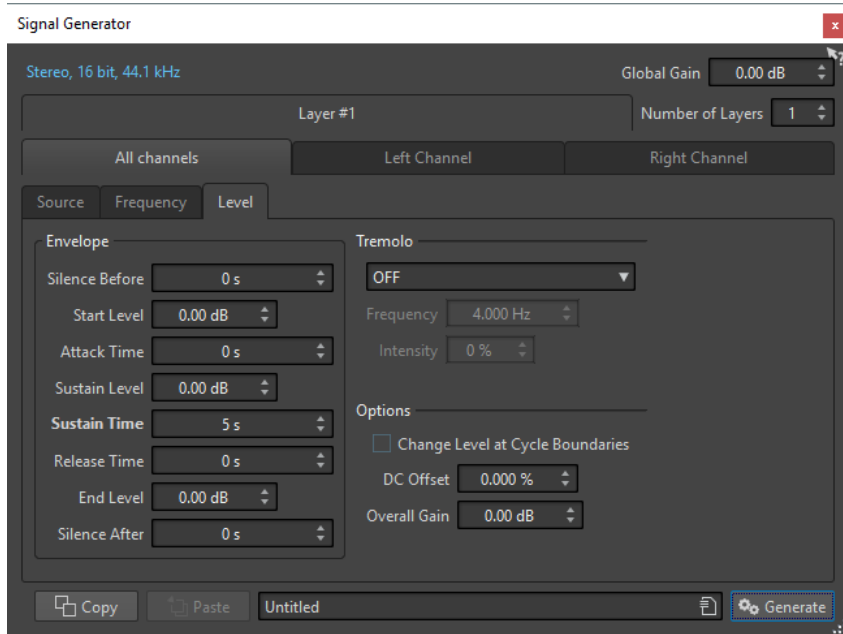 Signal Generator
Stereo, 16 bit, 44.1 kHz
Global Gain 0.00 dB
Layer #1
Number of Layers 1
All channels Left Channel Right Channel
Source Frequency Level
Envelope
Silence Before 0 s
Start Level 0.00 dB
Attack Time 0 s
Sustain Level 0.00 dB
Sustain Time 5 s
Release Time 0 s
End Level 0.00 dB
Silence After 0 s
Tremolo
OFF
Frequency 4.000 Hz
Intensity 0 %
Options
Change Level at Cycle Boundaries
DC Offset 0.000 %
Overall Gain 0.00 dB
Copy Paste Untitled Generate